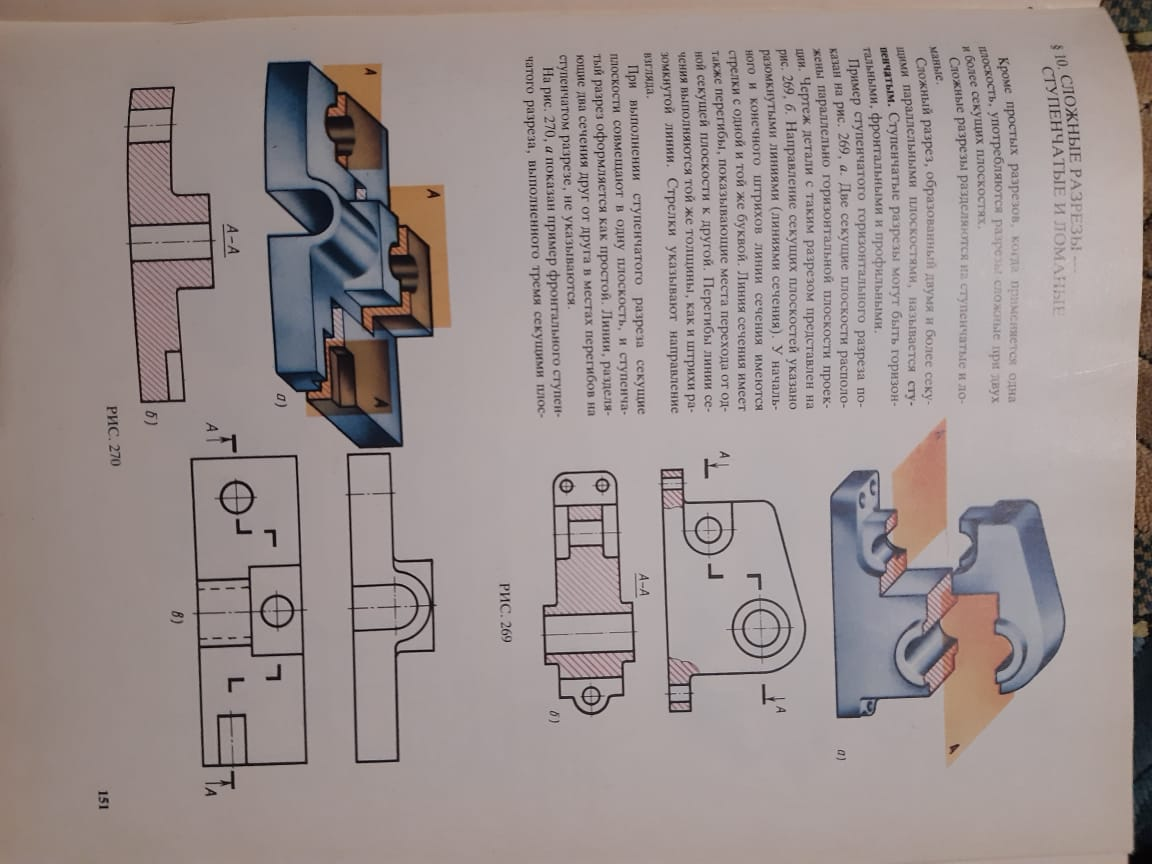 § 10. СЛОЖНЫЕ РАЗРЕЗЫ —
СТУПЕНЧАТЫЕ И ЛОМАНЫЕ
Кроме простых разрезов, когда применяется одна
плоскость, употребляются разрезы сложные при двух
и более секущих плоскостях.
Сложные разрезы разделяются на ступенчатые и ло-
маные.
Сложный разрез, образованный двумя и более секу-
щими параллельными плоскостями, называется сту-
пенчатым. Ступенчатые разрезы могут быть горизон-
тальными, фронтальными и профильными.
Пример ступенчатого горизонтального разреза по-
казан на рис. 269, а. Две секущие плоскости располо-
жены параллельно горизонтальной плоскости проек-
ции. Чертеж детали с таким разрезом представлен на
рис. 269, б. Направление секущих плоскостей указано
разомкнутыми линиями (линиями сечения). У началь-
ного и конечного штрихов линии сечения имеются
стрелки с одной и той же буквой. Линия сечения имеет
также перегибы, показывающие места перехода от од-
ной секущей плоскости к другой. Перегибы линии се-
чения выполняются той же толщины, как и штрихи ра-
зомкнутой линии. Стрелки указывают направление
взгляда.
При выполнении ступенчатого разреза секущие
плоскости совмещают в одну плоскость, и ступенча-
тый разрез оформляется как простой. Линии, разделя-
ющие два сечения друг от друга в местах перегибов на
ступенчатом разрезе, не указываются.
На рис. 270, а показан пример фронтального ступен-
чатого разреза, выполненного тремя секущими плос-
А
А
а)
А
А
А–А
б)
РИС. 269
А
А
А
а)
А–А
б)
А
А
в)
РИС. 270
151